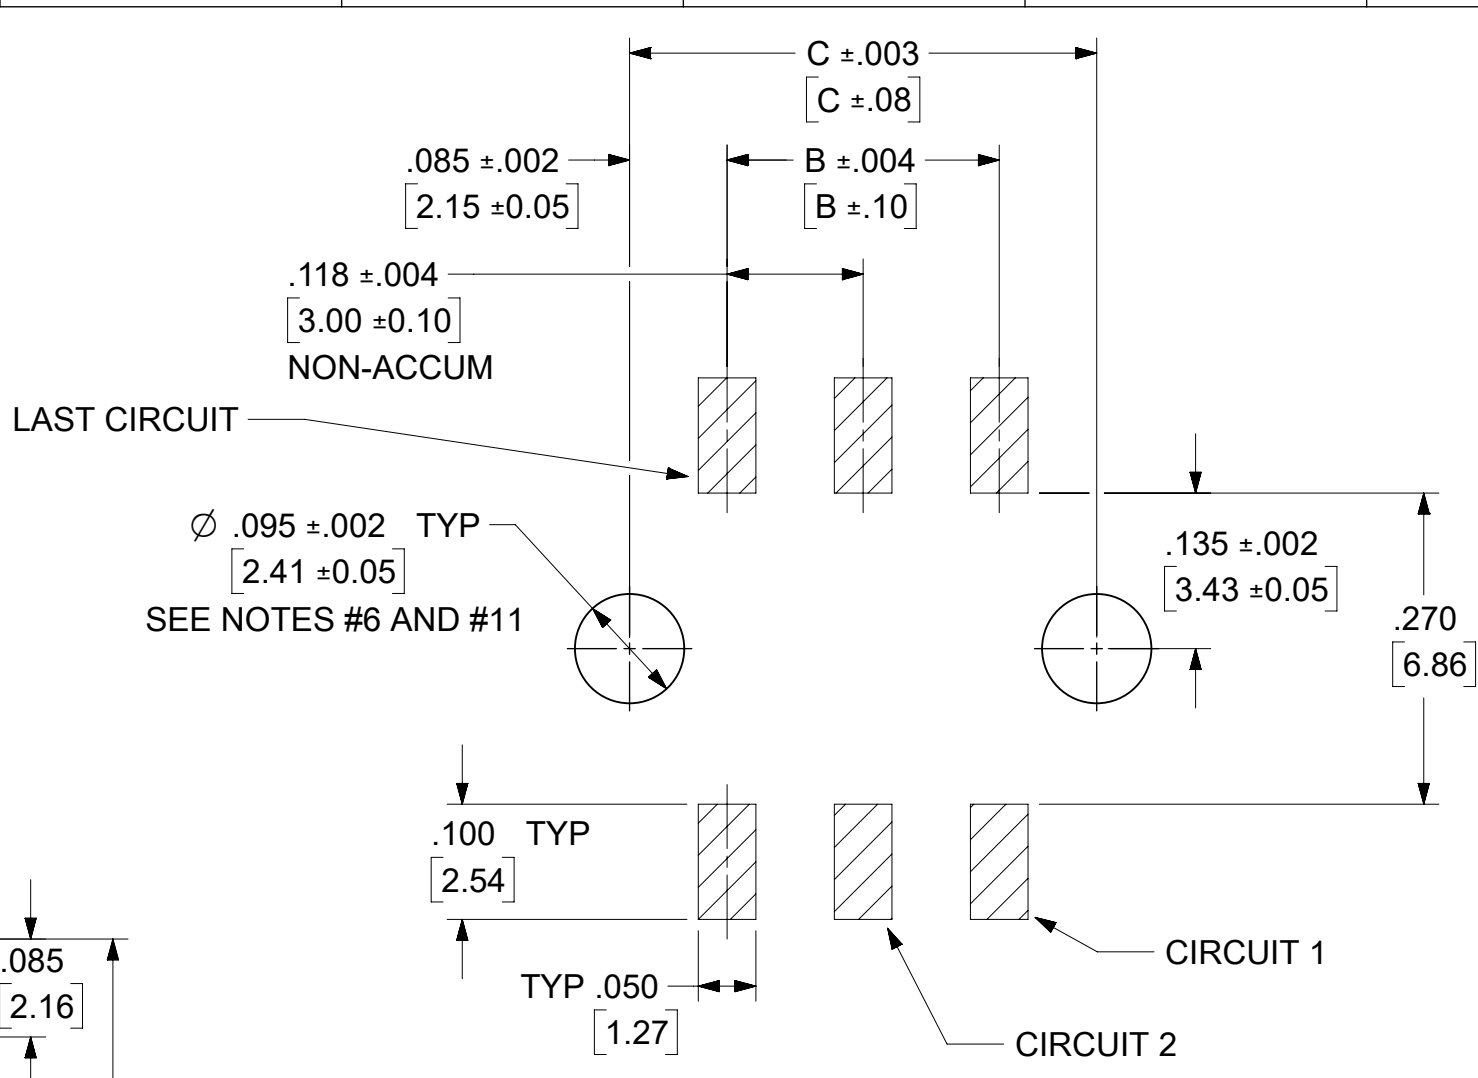 C ±.003
[C ±.08]
.085 ±.002
[2.15 ±0.05]
B ±.004
[B ±.10]
.118 ±.004
[3.00 ±0.10]
NON-ACCUM
LAST CIRCUIT
∅ .095 ±.002 TYP
[2.41 ±0.05]
SEE NOTES #6 AND #11
.135 ±.002
[3.43 ±0.05]
.270
[6.86]
.100 TYP
[2.54]
CIRCUIT 1
.085
[2.16]
TYP .050
[1.27]
CIRCUIT 2